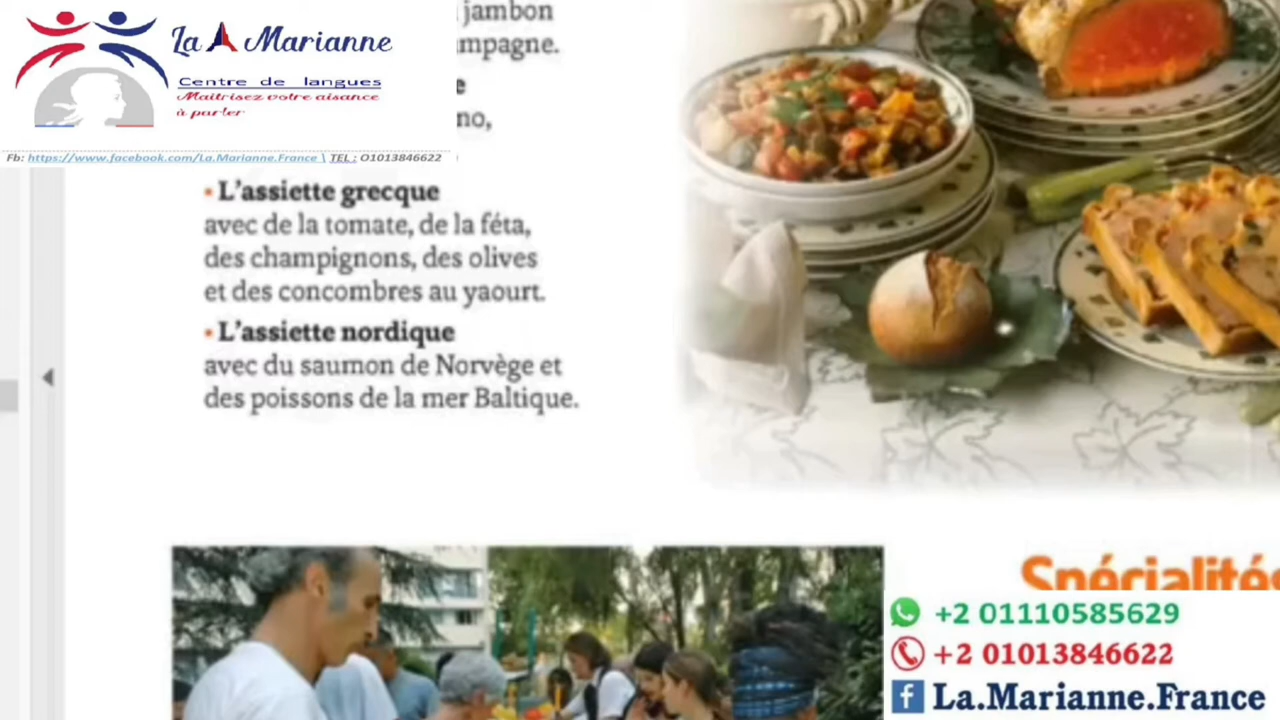 La Marianne
Centre de langues
Maîtrisez votre aisance
à parler
Fb: https://www.facebook.com/La.Marianne.France \ TEL : O1013846622
jambon
mpagne.
e
no,
• L'assiette grecque
avec de la tomate, de la féta,
des champignons, des olives
et des concombres au yaourt.
• L'assiette nordique
avec du saumon de Norvège et
des poissons de la mer Baltique.
Spécialités
+2 01110585629
+2 01013846622
La.Marianne.France